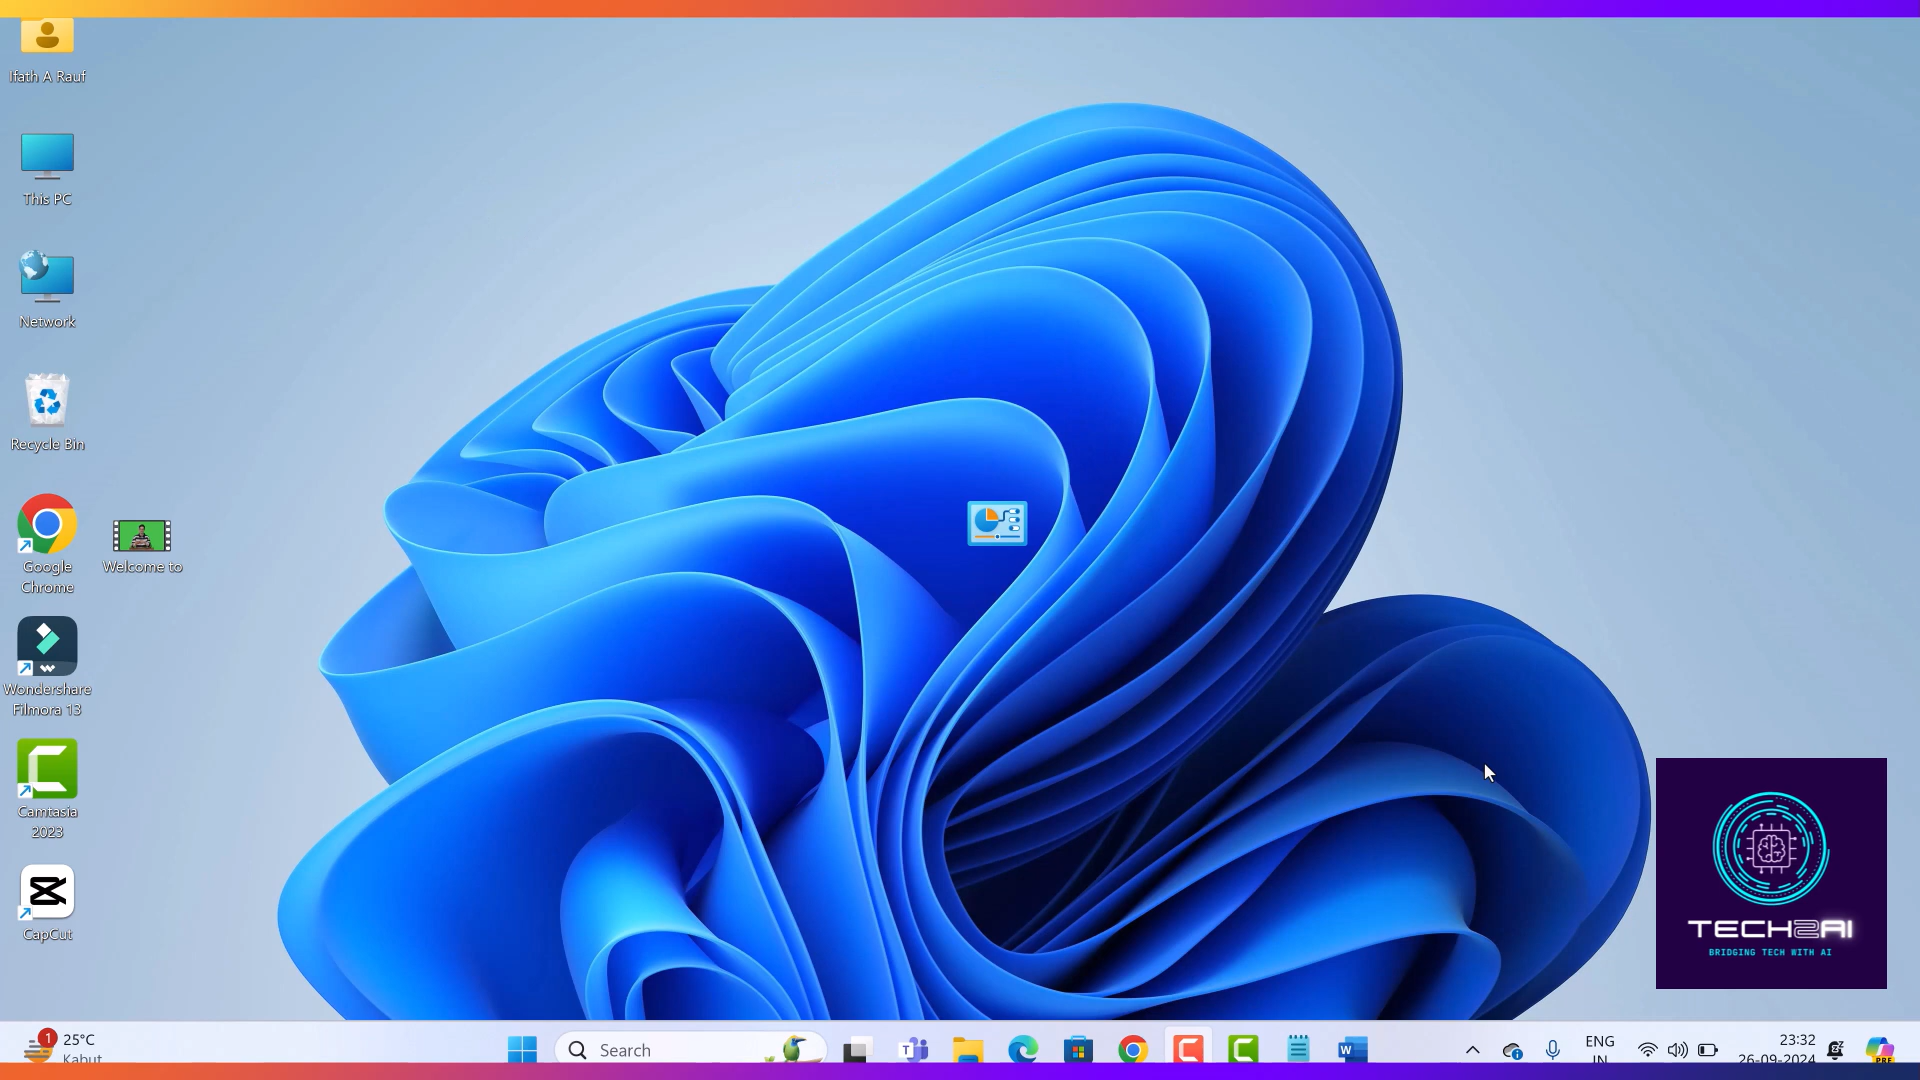 Ifath A Rauf
This PC
Network
Recycle Bin
Google
Chrome
Welcome to
Wondershare
Filmora 13
Camtasia
2023
CapCut
TECH2AI
BRIDGING TECH WITH AI
1
25°C
Kabut
Search
T
W
ENG
IN
23:32
26-09-2024
PRE